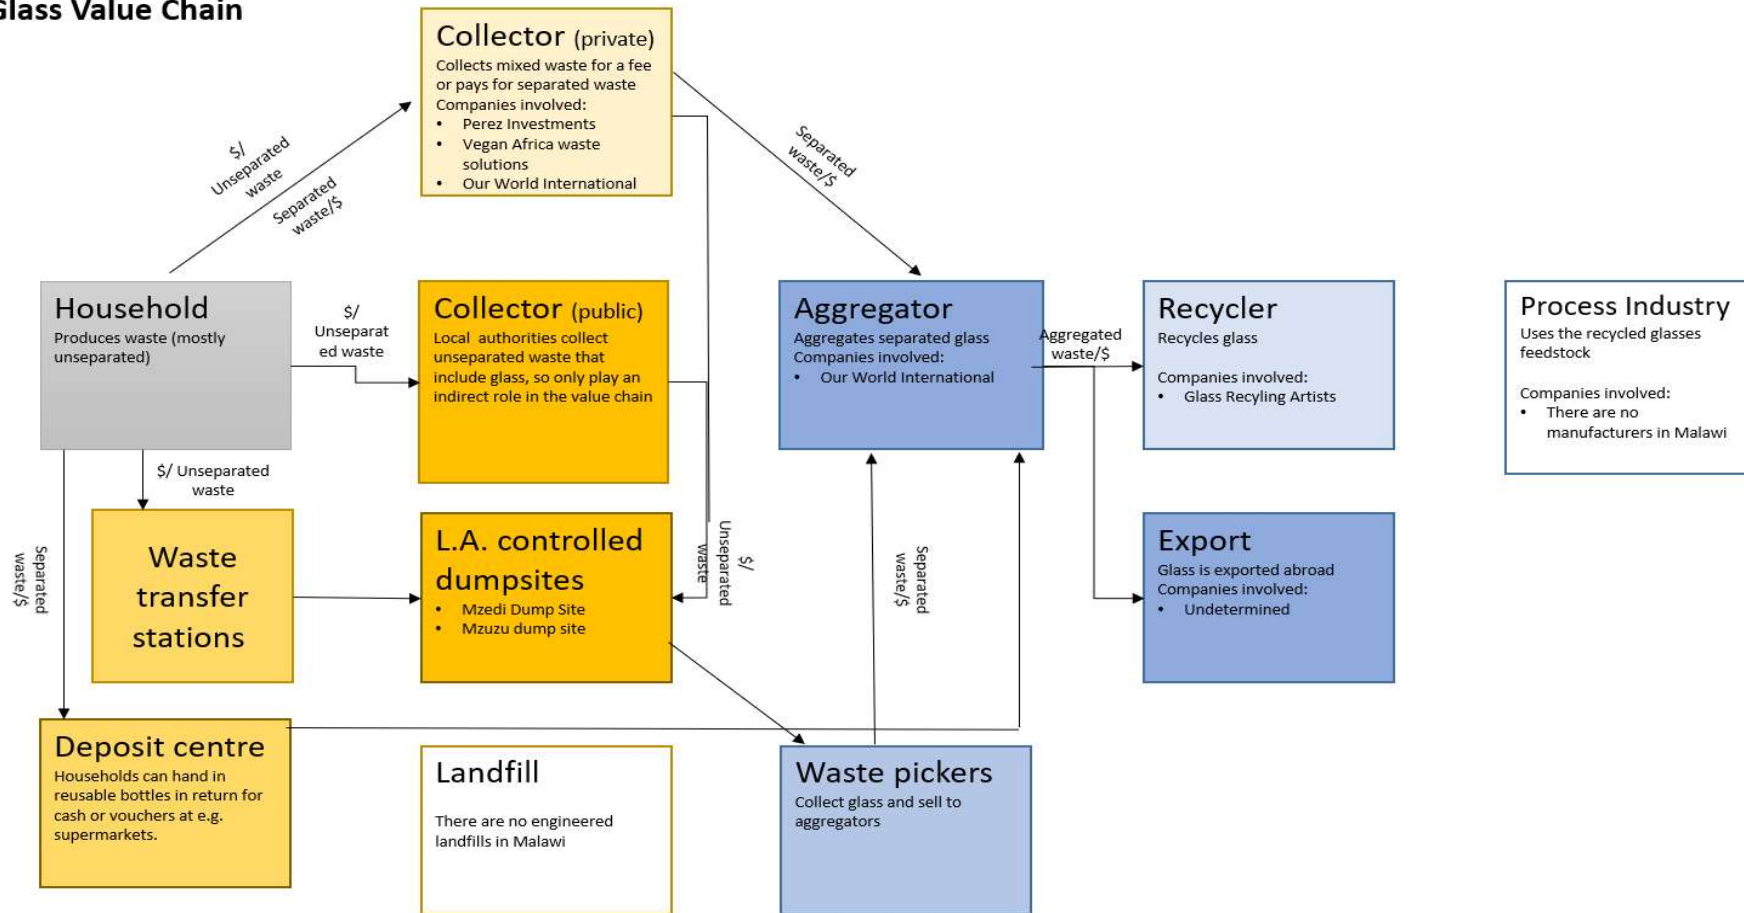 Glass Value Chain
Collector (private)
Collects mixed waste for a fee
or pays for separated waste
Companies involved:
• Perez Investments
• Vegan Africa waste
solutions
• Our World International
$/
Unseparated
waste
Separated
waste/$
Separated
waste/$
Household
Produces waste (mostly
unseparated)
$/
Unseparat
ed waste
Collector (public)
Local authorities collect
unseparated waste that
include glass, so only play an
indirect role in the value chain
Aggregator
Aggregates separated glass
Companies involved:
• Our World International
Aggregated
waste/$
Recycler
Recycles glass
Companies involved:
• Glass Recyling Artists
Process Industry
Uses the recycled glasses
feedstock
Companies involved:
• There are no
manufacturers in Malawi
$/ Unseparated
waste
Separated
waste/$
Waste
transfer
stations
L.A. controlled
dumpsites
• Mzedi Dump Site
• Mzuzu dump site
$/
Unseparated
waste
Separated
waste/$
Export
Glass is exported abroad
Companies involved:
• Undetermined
Deposit centre
Households can hand in
reusable bottles in return for
cash or vouchers at e.g.
supermarkets.
Landfill
There are no engineered
landfills in Malawi
Waste pickers
Collect glass and sell to
aggregators